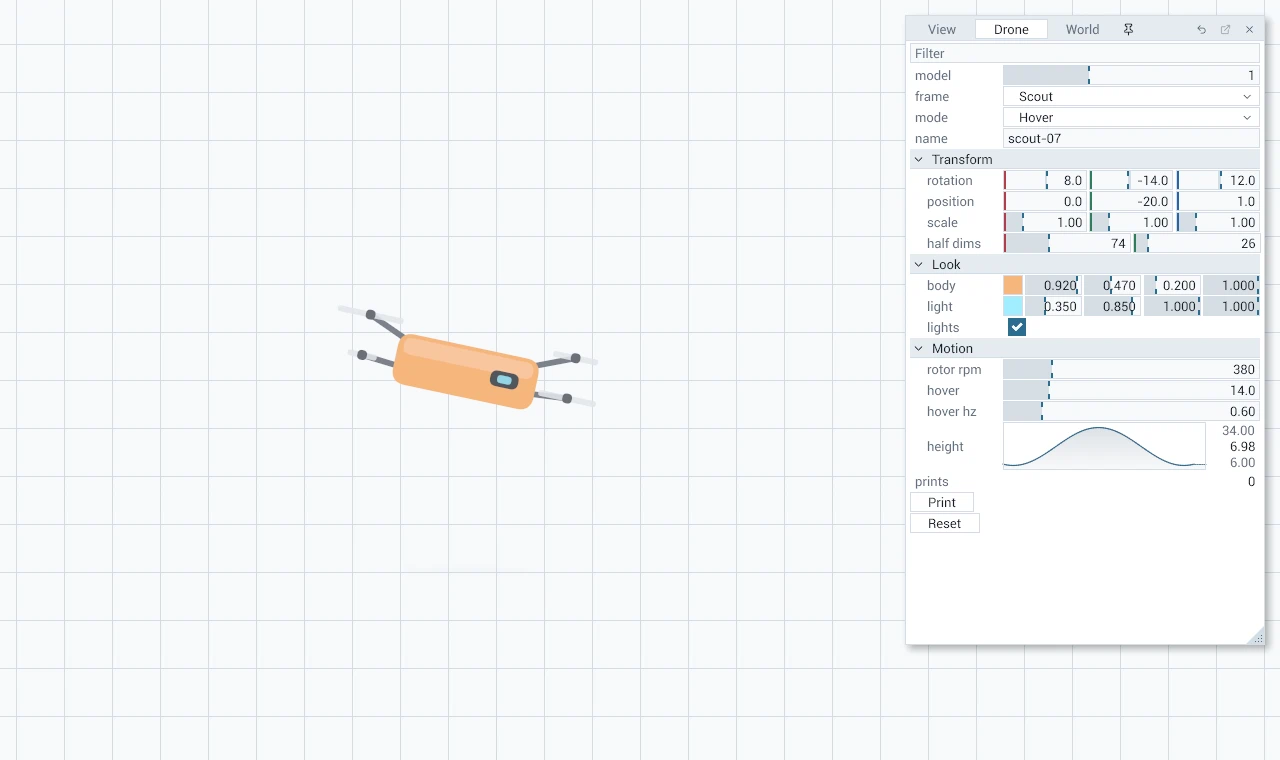 View Drone World
Filter
model 1
frame Scout
mode Hover
name scout-07
Transform
rotation 8.0 -14.0 12.0
position 0.0 -20.0 1.0
scale 1.00 1.00 1.00
half dims 74 26
Look
body 0.920 0.470 0.200 1.000
light 0.350 0.850 1.000 1.000
lights
Motion
rotor rpm 380
hover 14.0
hover hz 0.60
34.00
height 6.98
6.00
prints 0
Print
Reset